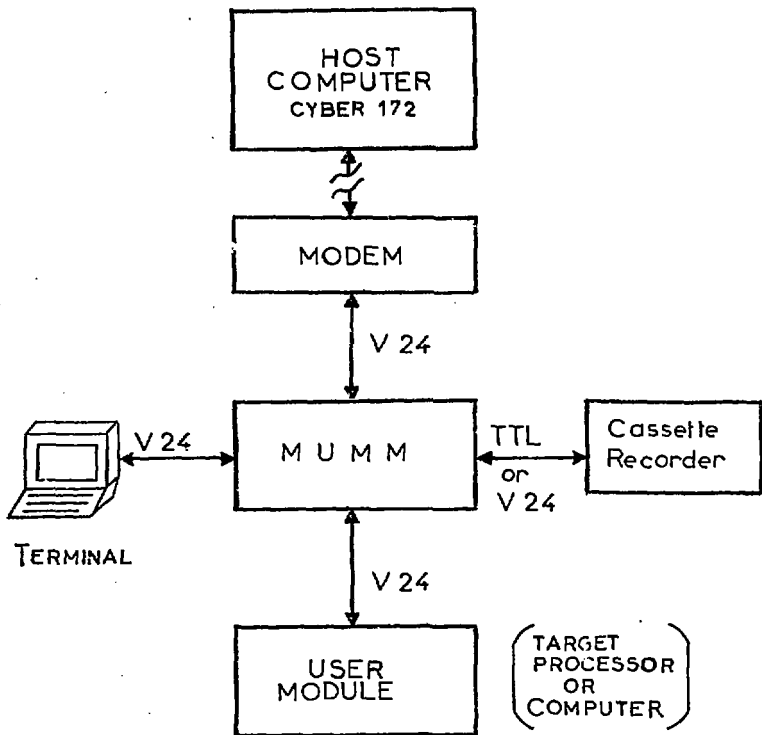 HOST
COMPUTER
CYBER 172
MODEM
V 24
V 24
MUMM
TTL
or
V 24
Cassette
Recorder
TERMINAL
V 24
USER
MODULE
TARGET
PROCESSOR
OR
COMPUTER